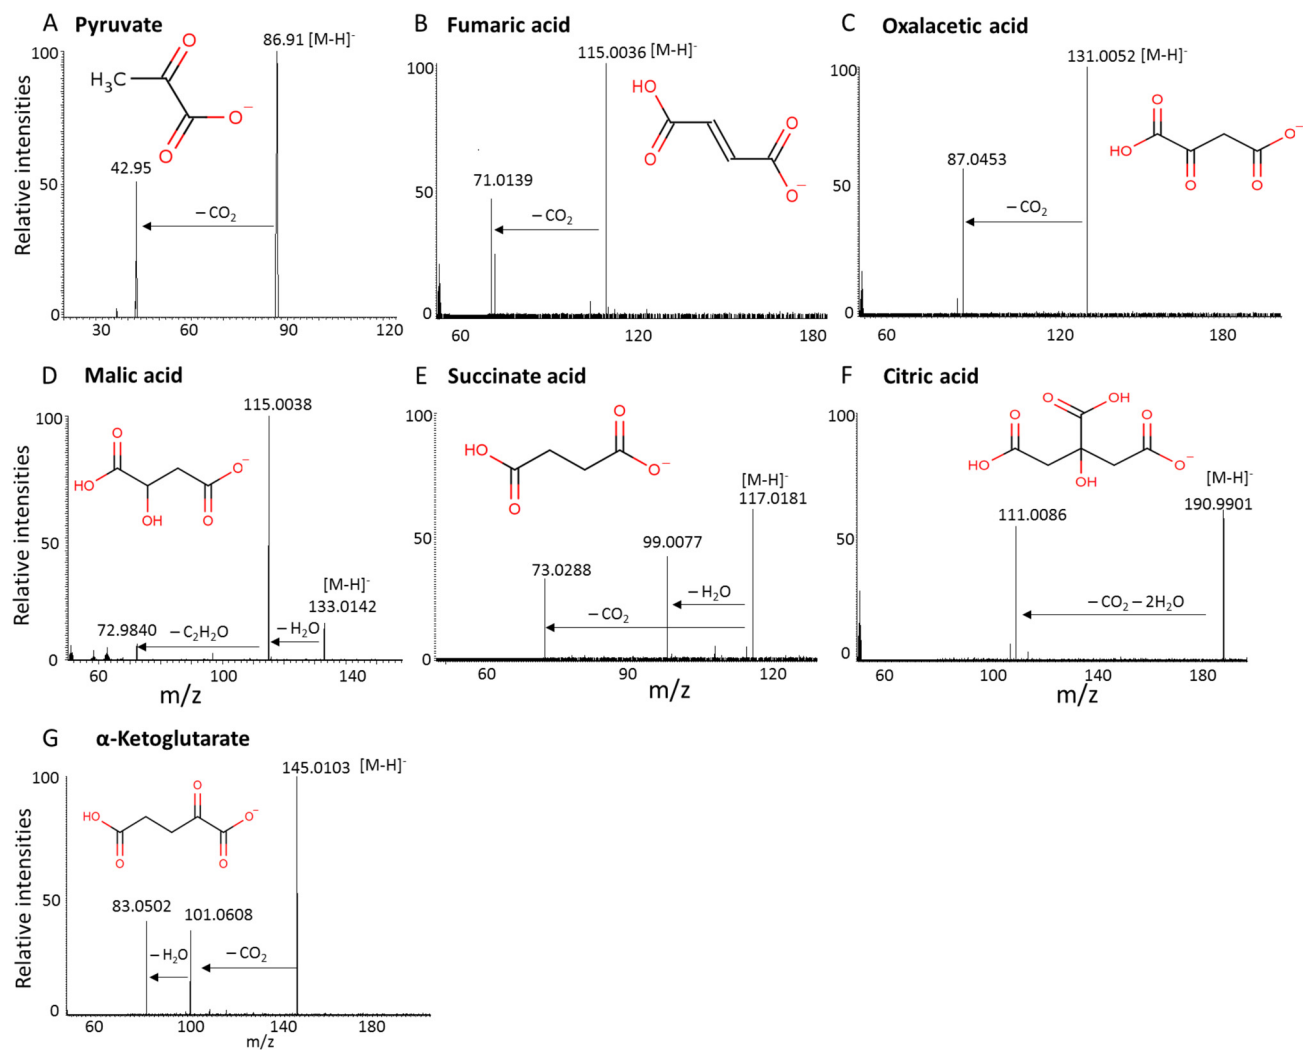 A Pyruvate
86.91 [M-H]⁻
100
50
0
Relative intensities
H₃C
O
O
O⁻
42.95
– CO₂
30 60 90 120
B Fumaric acid
115.0036 [M-H]⁻
100
50
0
HO
O
O
O⁻
71.0139
– CO₂
60 120 180
C Oxalacetic acid
131.0052 [M-H]⁻
100
50
0
O
HO
O
O
O⁻
87.0453
– CO₂
60 120 180
D Malic acid
115.0038
100
50
0
Relative intensities
O
HO
OH
O
O⁻
[M-H]⁻
133.0142
72.9840
– C₂H₂O
– H₂O
60 100 140
m/z
E Succinate acid
100
50
0
HO
O
O
O⁻
[M-H]⁻
117.0181
99.0077
73.0288
– H₂O
– CO₂
60 90 120
m/z
F Citric acid
100
50
0
O
OH
O
HO
OH
O
O⁻
[M-H]⁻
190.9901
111.0086
– CO₂ – 2H₂O
60 100 140 180
m/z
G α-Ketoglutarate
145.0103 [M-H]⁻
100
50
0
Relative intensities
HO
O
O
O
O⁻
83.0502
101.0608
– H₂O
– CO₂
60 100 140 180
m/z